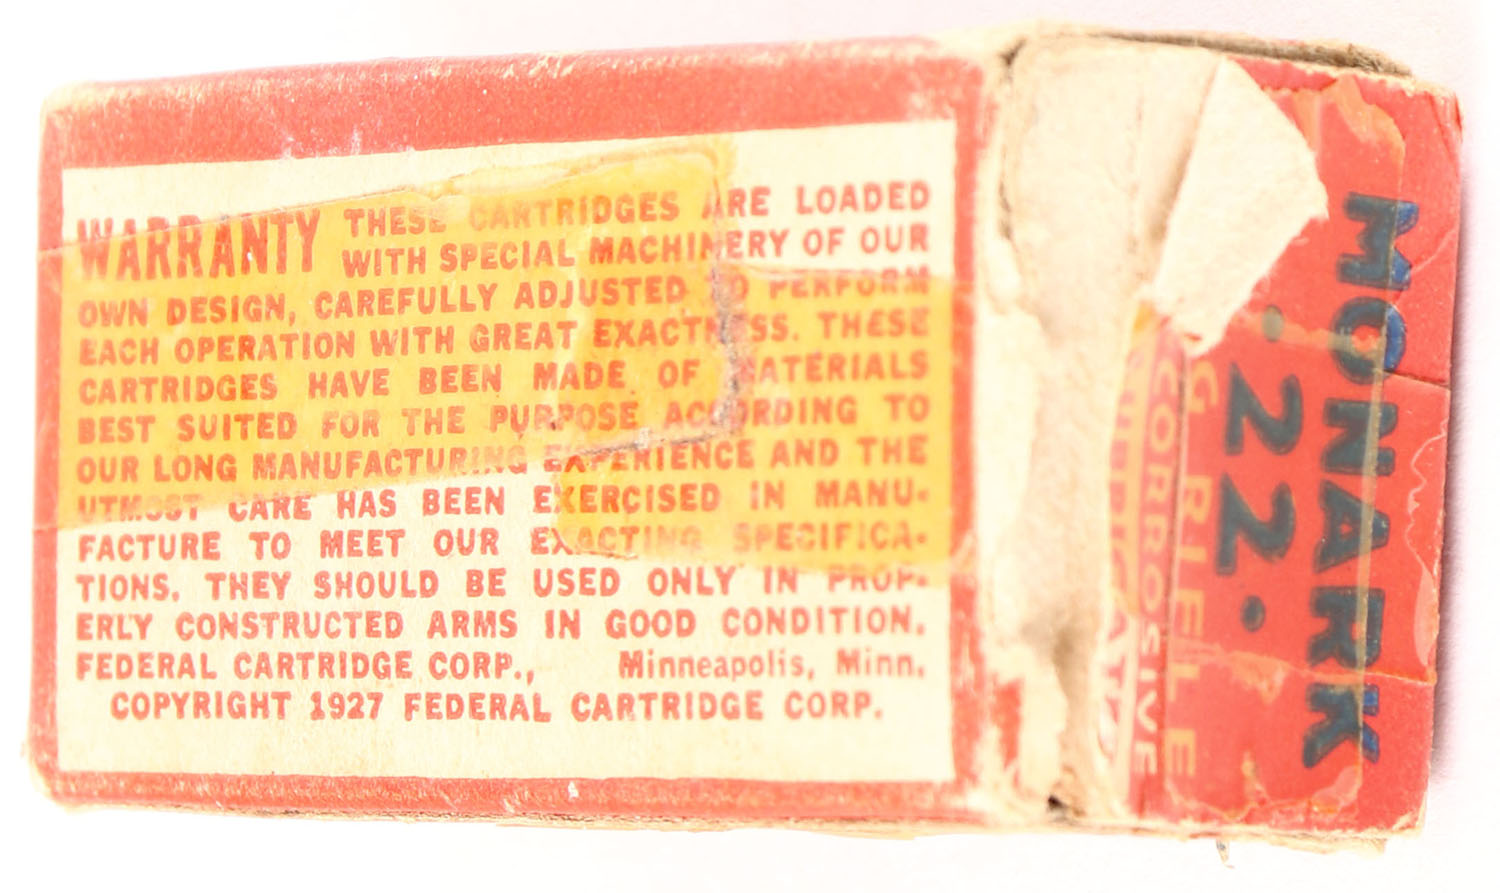 WARRANTY THESE CARTRIDGES ARE LOADED
WITH SPECIAL MACHINERY OF OUR
OWN DESIGN, CAREFULLY ADJUSTED TO PERFORM
EACH OPERATION WITH GREAT EXACTNESS. THESE
CARTRIDGES HAVE BEEN MADE OF MATERIALS
BEST SUITED FOR THE PURPOSE ACCORDING TO
OUR LONG MANUFACTURING EXPERIENCE AND THE
UTMOST CARE HAS BEEN EXERCISED IN MANU-
FACTURE TO MEET OUR EXACTING SPECIFICA-
TIONS. THEY SHOULD BE USED ONLY IN PROP-
ERLY CONSTRUCTED ARMS IN GOOD CONDITION.
FEDERAL CARTRIDGE CORP., Minneapolis, Minn.
COPYRIGHT 1927 FEDERAL CARTRIDGE CORP.
MONARK
.22.
G RIFLE
CORROSIVE